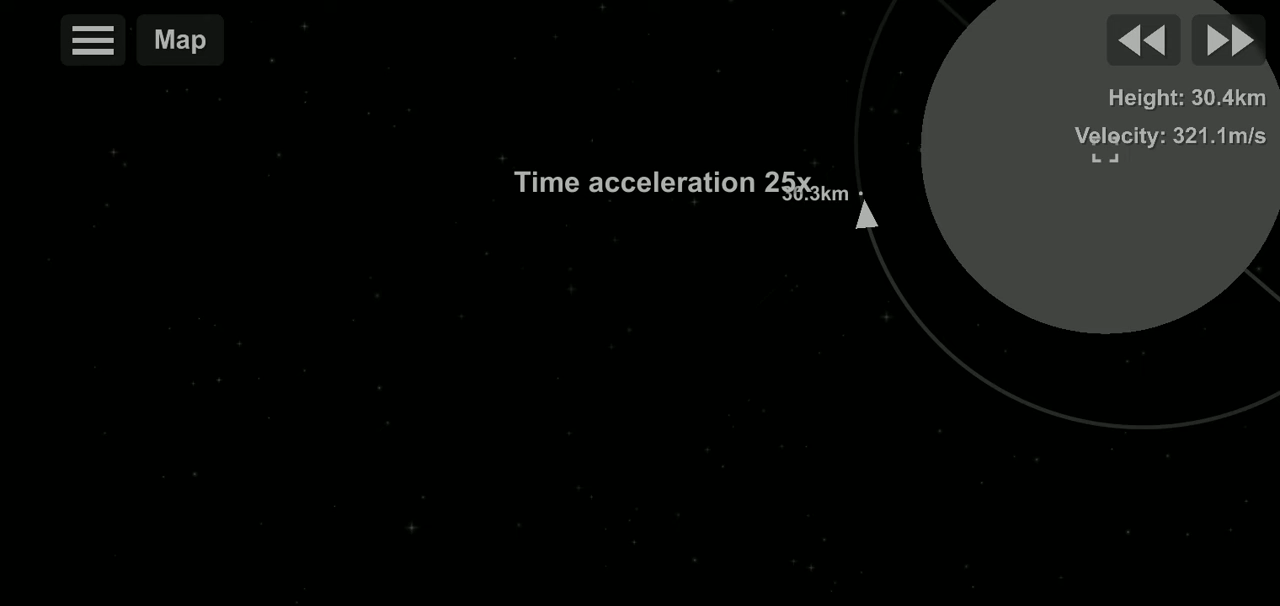 Map
Height: 30.4km
Velocity: 321.1m/s
Time acceleration 25x
30.3km